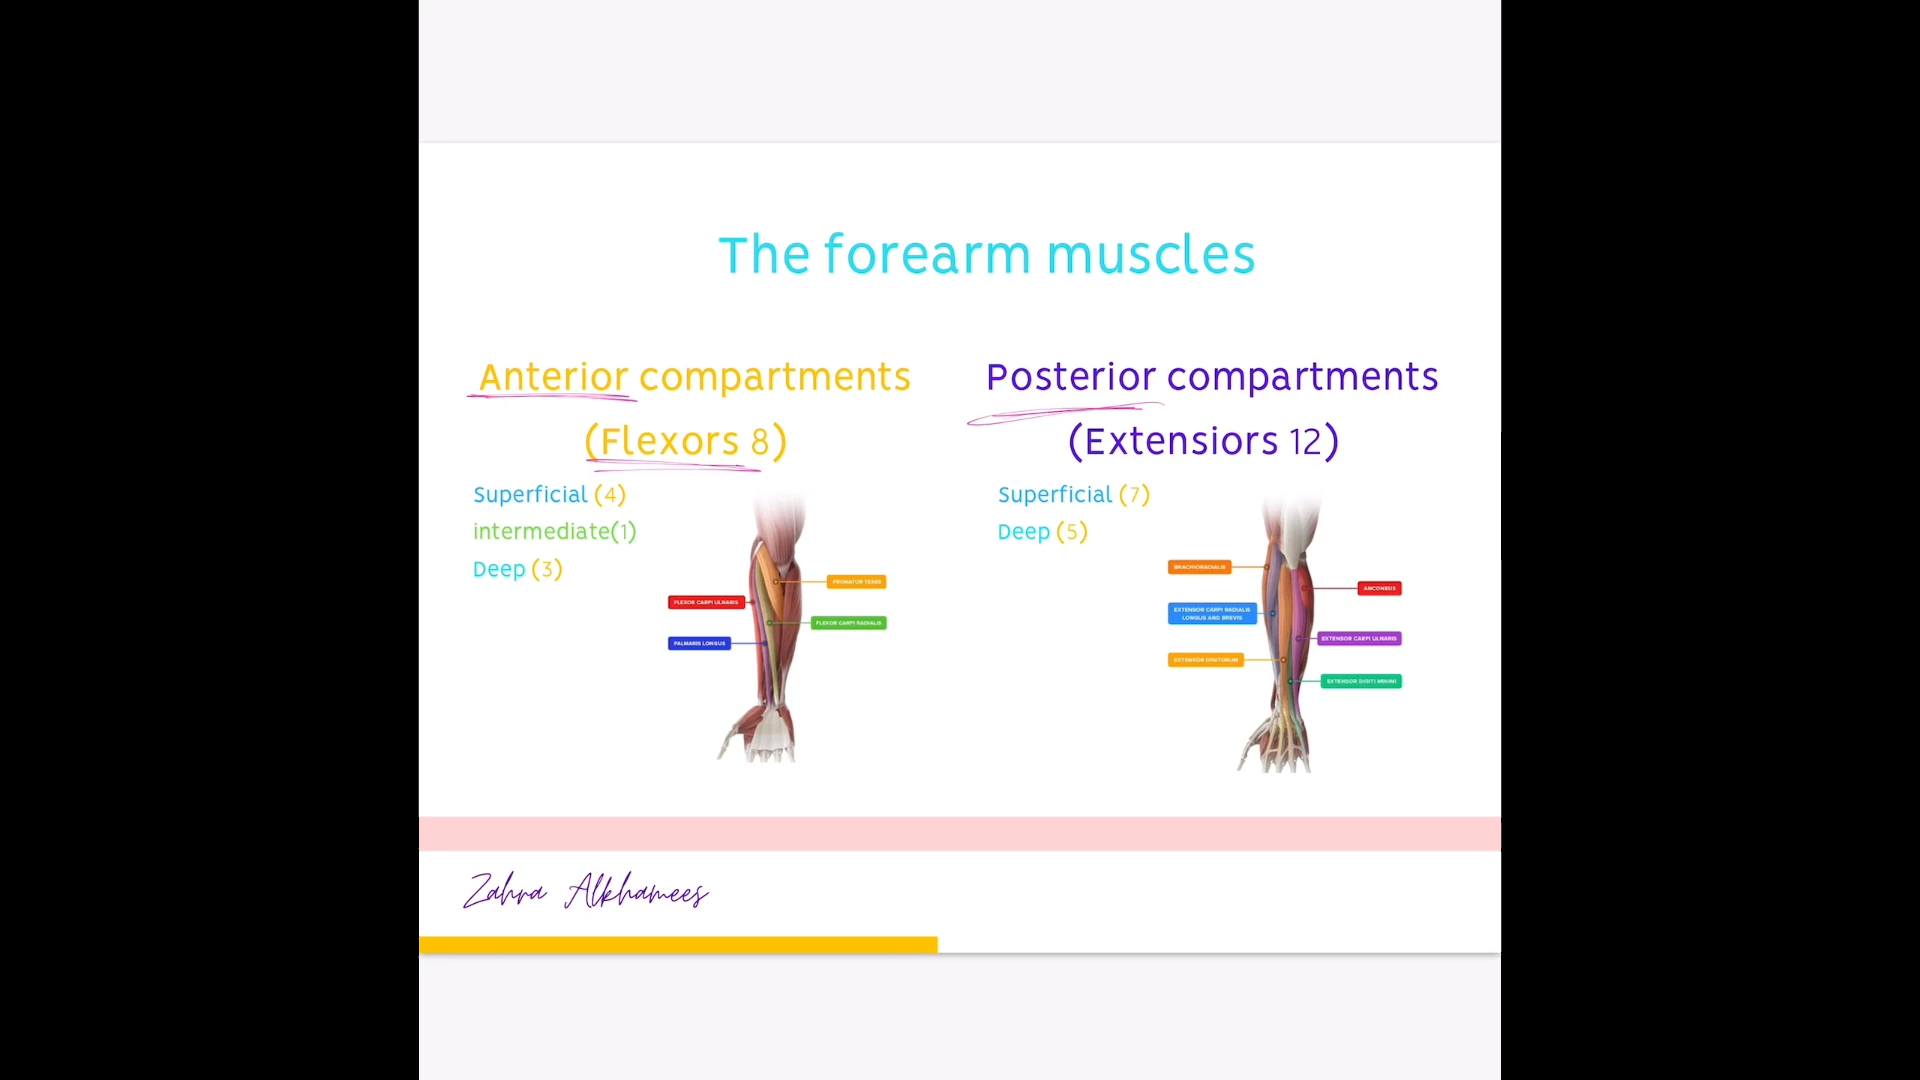 The forearm muscles
Anterior compartments
(Flexors 8)
Superficial (4)
intermediate(1)
Deep (3)
PRONATOR TERES
FLEXOR CARPI ULNARIS
FLEXOR CARPI RADIALIS
PALMARIS LONGUS
Posterior compartments
(Extensiors 12)
Superficial (7)
Deep (5)
BRACHIORADIALIS
ANCONEUS
EXTENSOR CARPI RADIALIS
LONGUS AND BREVIS
EXTENSOR CARPI ULNARIS
EXTENSOR DIGITORUM
EXTENSOR DIGITI MINIMI
Zahra Alkhamees